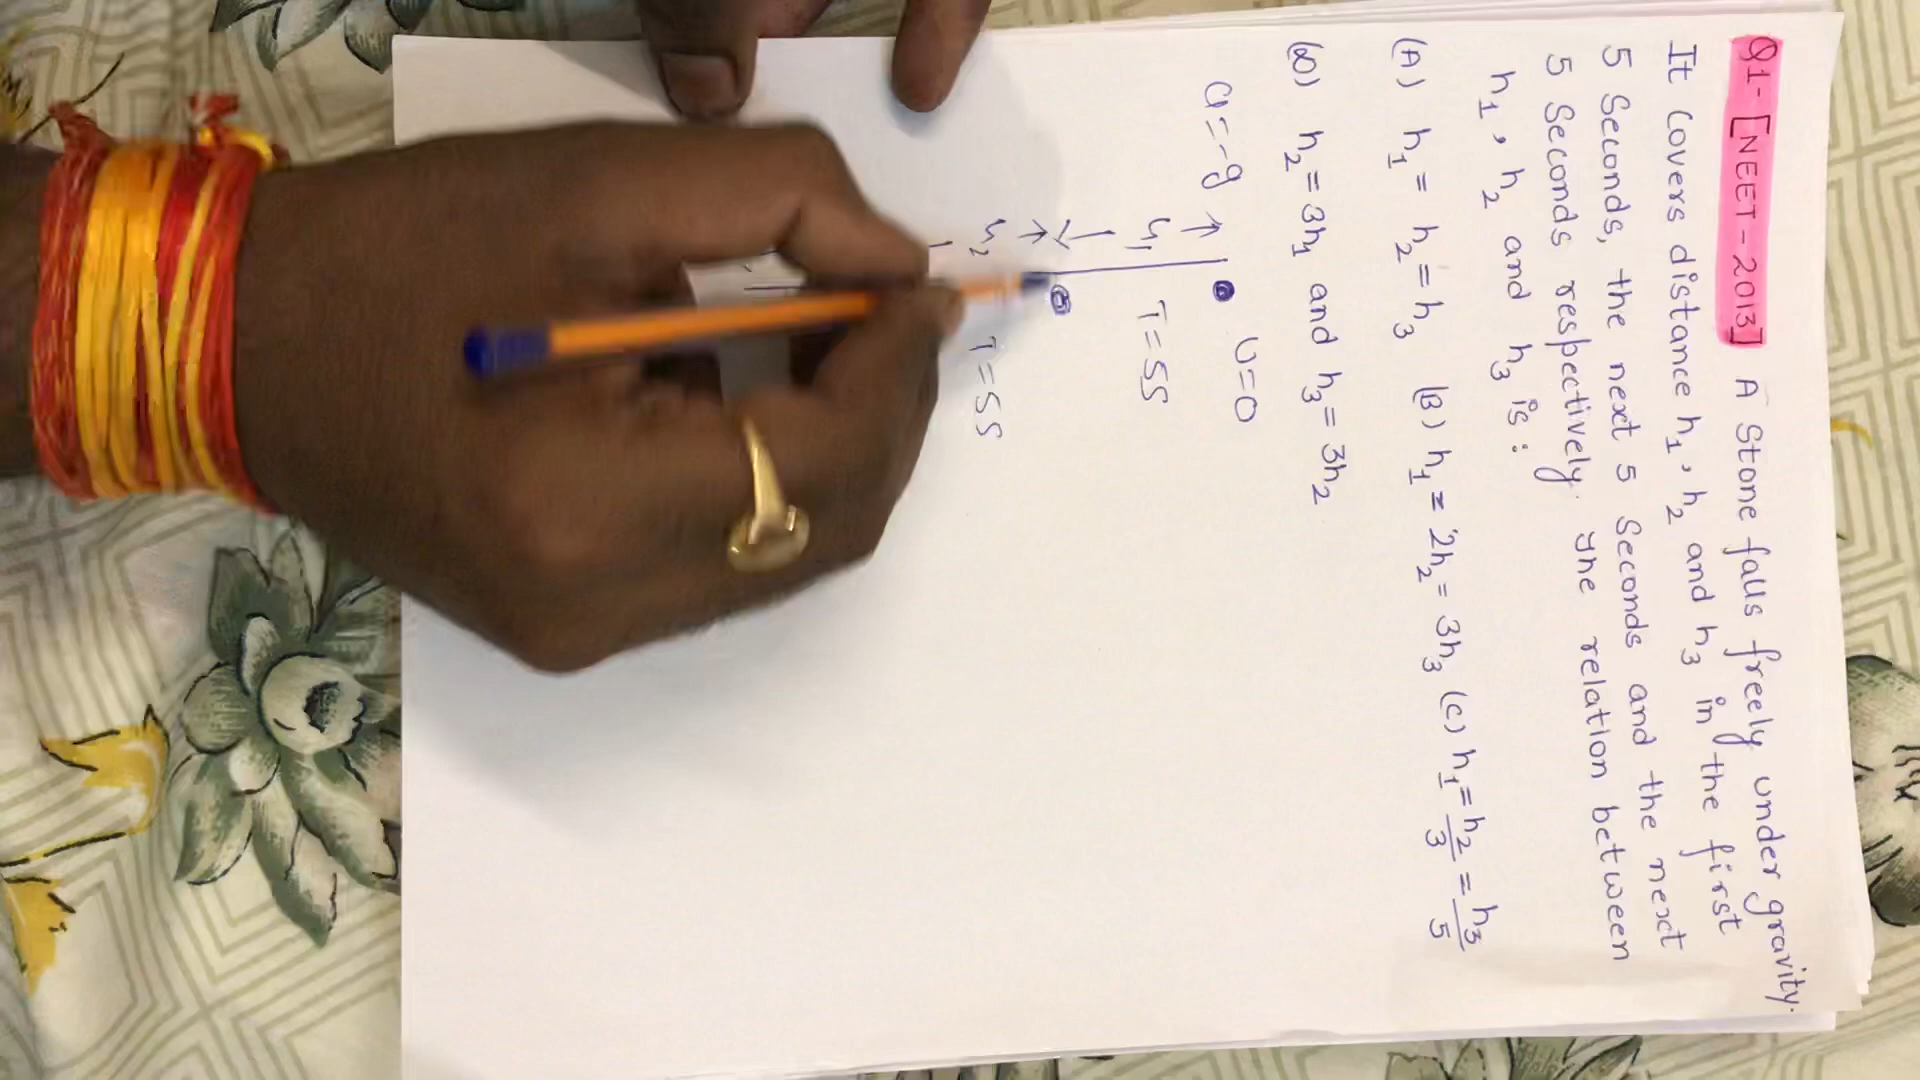 Q1- [NEET-2013] A Stone falls freely under gravity.
It Covers distance h1, h2 and h3 in the first
5 Seconds, the next 5 Seconds and the next
5 Seconds respectively. The relation between
h1, h2 and h3 is:
(A) h1 = h2 = h3 (B) h1 = 2h2 = 3h3 (C) h1 = h2/3 = h3/5
(D) h2 = 3h1 and h3 = 3h2
U=0
a=-g
h1 T=5S
h2 T=5S